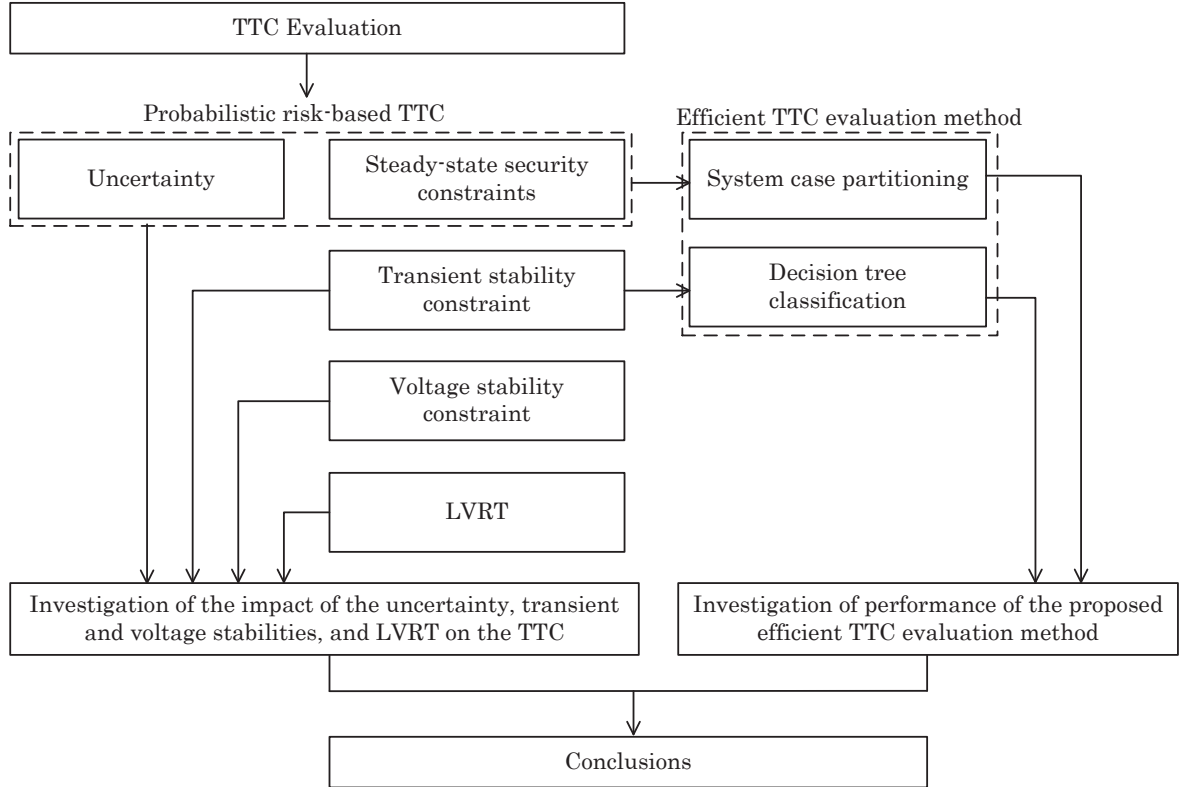 TTC Evaluation
Probabilistic risk-based TTC
Efficient TTC evaluation method
Uncertainty
Steady-state security
constraints
System case partitioning
Transient stability
constraint
Decision tree
classification
Voltage stability
constraint
LVRT
Investigation of the impact of the uncertainty, transient
and voltage stabilities, and LVRT on the TTC
Investigation of performance of the proposed
efficient TTC evaluation method
Conclusions